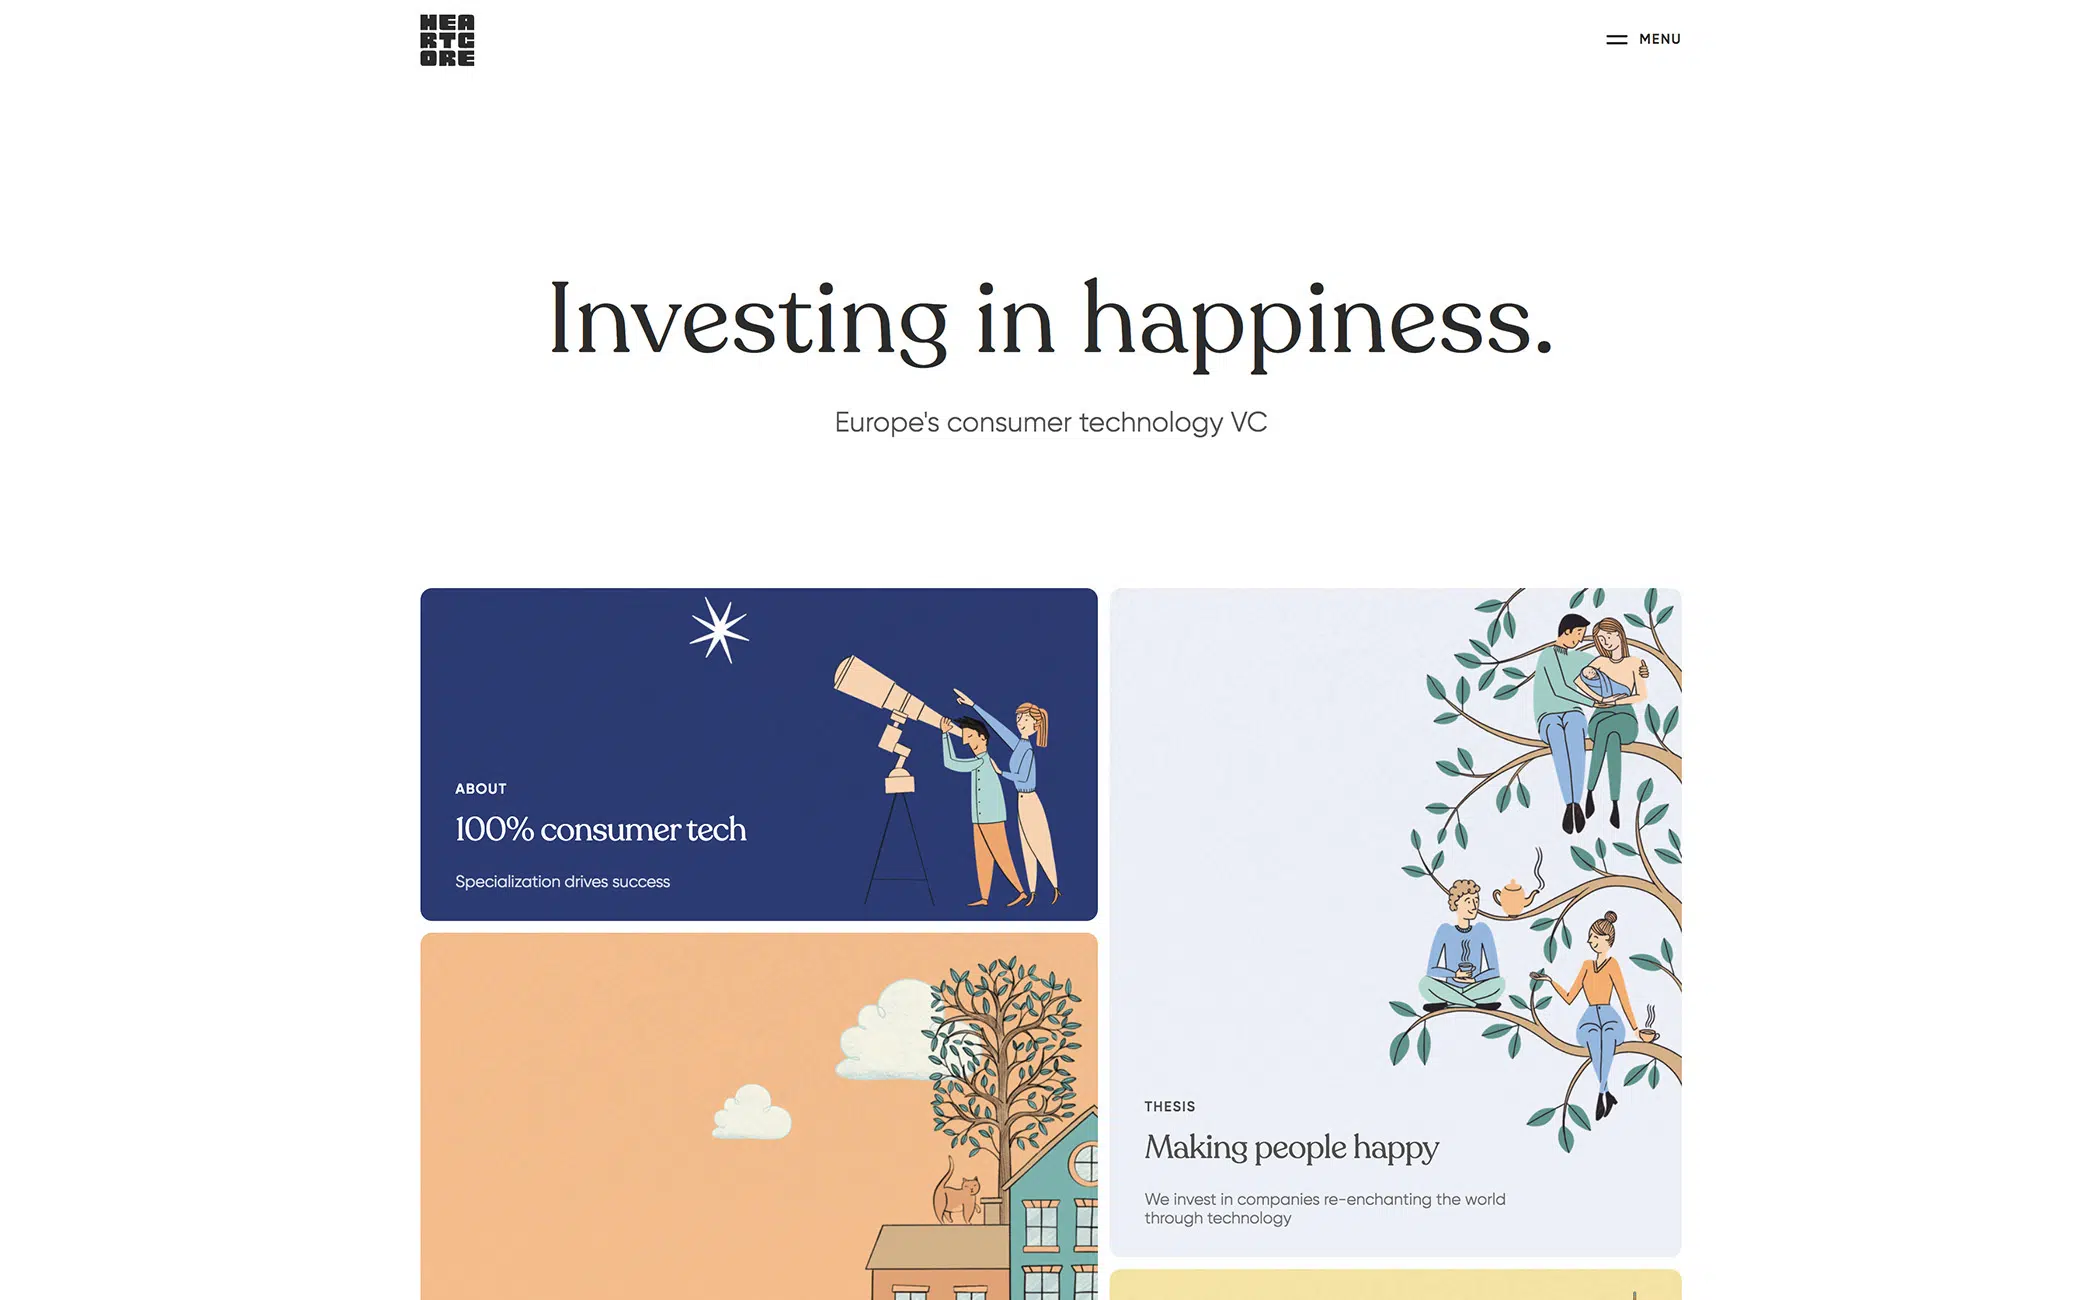 HEA
RTC
ORE
MENU
Investing in happiness.
Europe's consumer technology VC
ABOUT
100% consumer tech
Specialization drives success
THESIS
Making people happy
We invest in companies re-enchanting the world
through technology